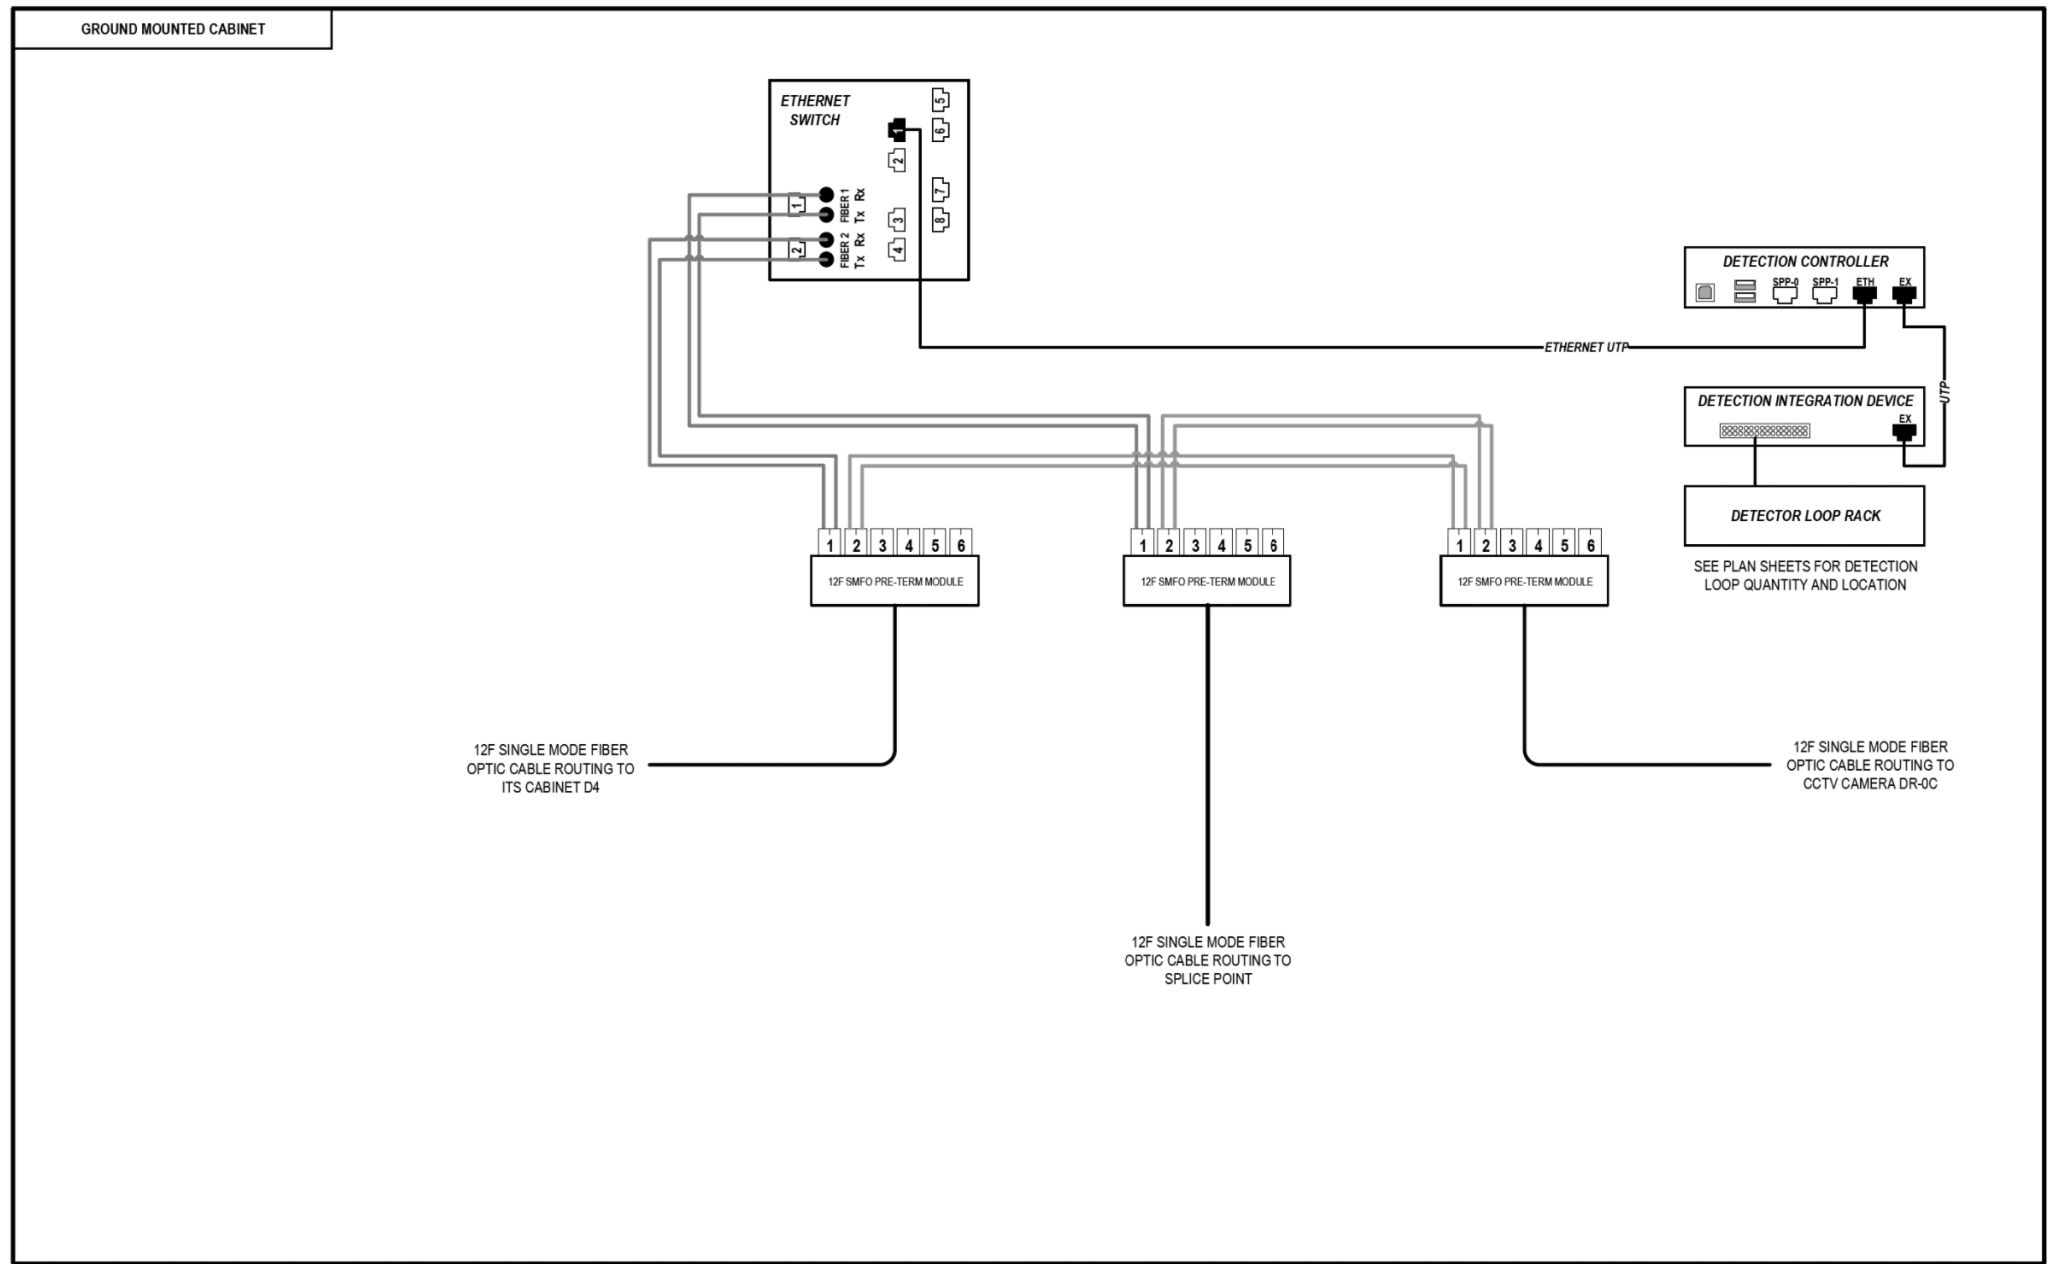 GROUND MOUNTED CABINET
ETHERNET
SWITCH
1
2
3
4
5
6
7
8
1
2
FIBER 1
Rx
Tx
FIBER 2
Rx
Tx
DETECTION CONTROLLER
SPP-0 SPP-1 ETH EX
ETHERNET UTP
UTP
DETECTION INTEGRATION DEVICE
EX
DETECTOR LOOP RACK
SEE PLAN SHEETS FOR DETECTION
LOOP QUANTITY AND LOCATION
1 2 3 4 5 6
12F SMFO PRE-TERM MODULE
1 2 3 4 5 6
12F SMFO PRE-TERM MODULE
1 2 3 4 5 6
12F SMFO PRE-TERM MODULE
12F SINGLE MODE FIBER
OPTIC CABLE ROUTING TO
ITS CABINET D4
12F SINGLE MODE FIBER
OPTIC CABLE ROUTING TO
SPLICE POINT
12F SINGLE MODE FIBER
OPTIC CABLE ROUTING TO
CCTV CAMERA DR-0C